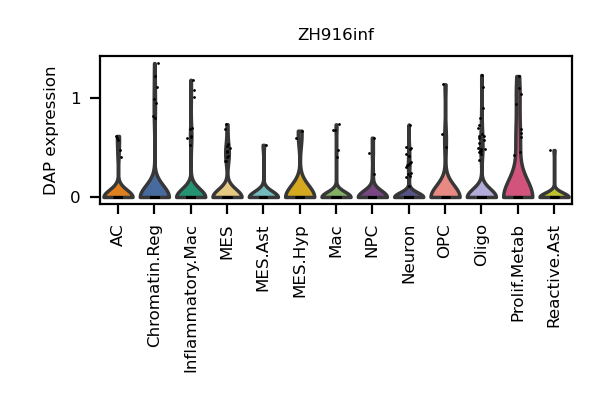 ZH916inf
DAP expression
1
0
AC
Chromatin.Reg
Inflammatory.Mac
MES
MES.Ast
MES.Hyp
Mac
NPC
Neuron
OPC
Oligo
Prolif.Metab
Reactive.Ast